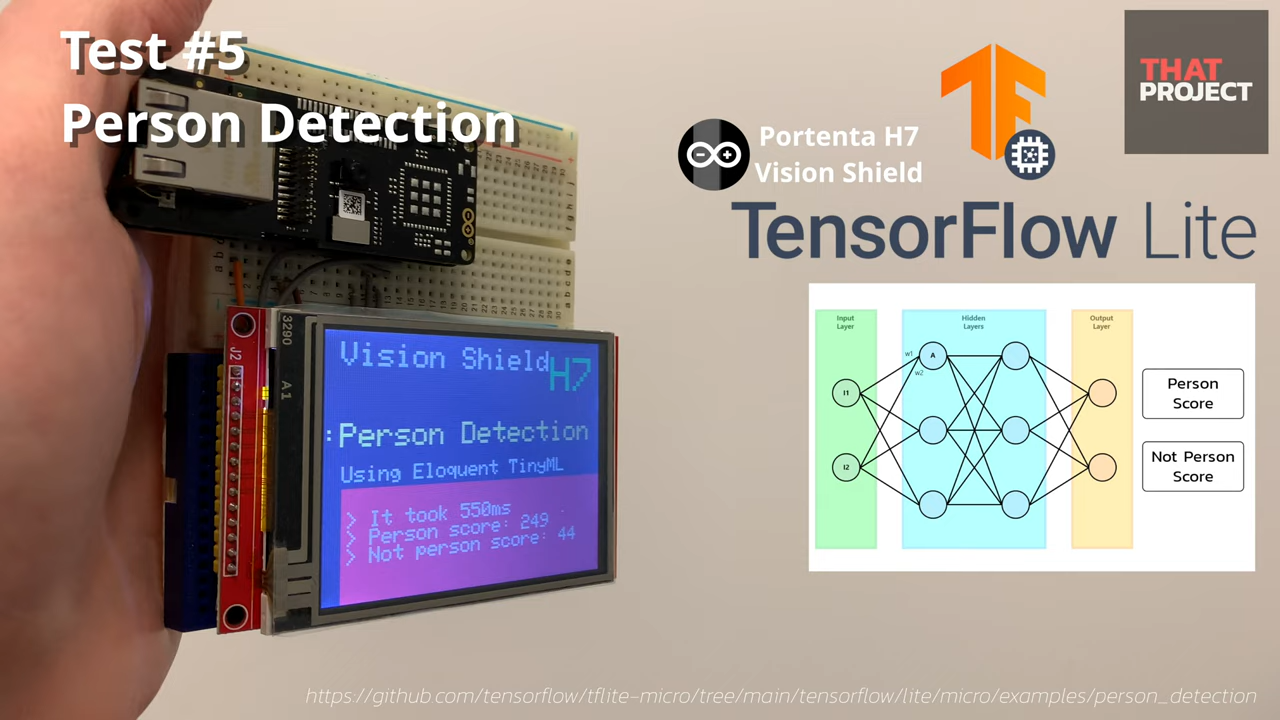 Test #5
Person Detection
Portenta H7
Vision Shield
THAT
PROJECT
TensorFlow Lite
Input
Layer
Hidden
Layers
Output
Layer
w1
w2
A
I1
I2
Person
Score
Not Person
Score
3290
A1
J2
Vision Shield
H7
:Person Detection
Using Eloquent TinyML
> It took 550ms
> Person score: 249
> Not person score: 44
https://github.com/tensorflow/tflite-micro/tree/main/tensorflow/lite/micro/examples/person_detection